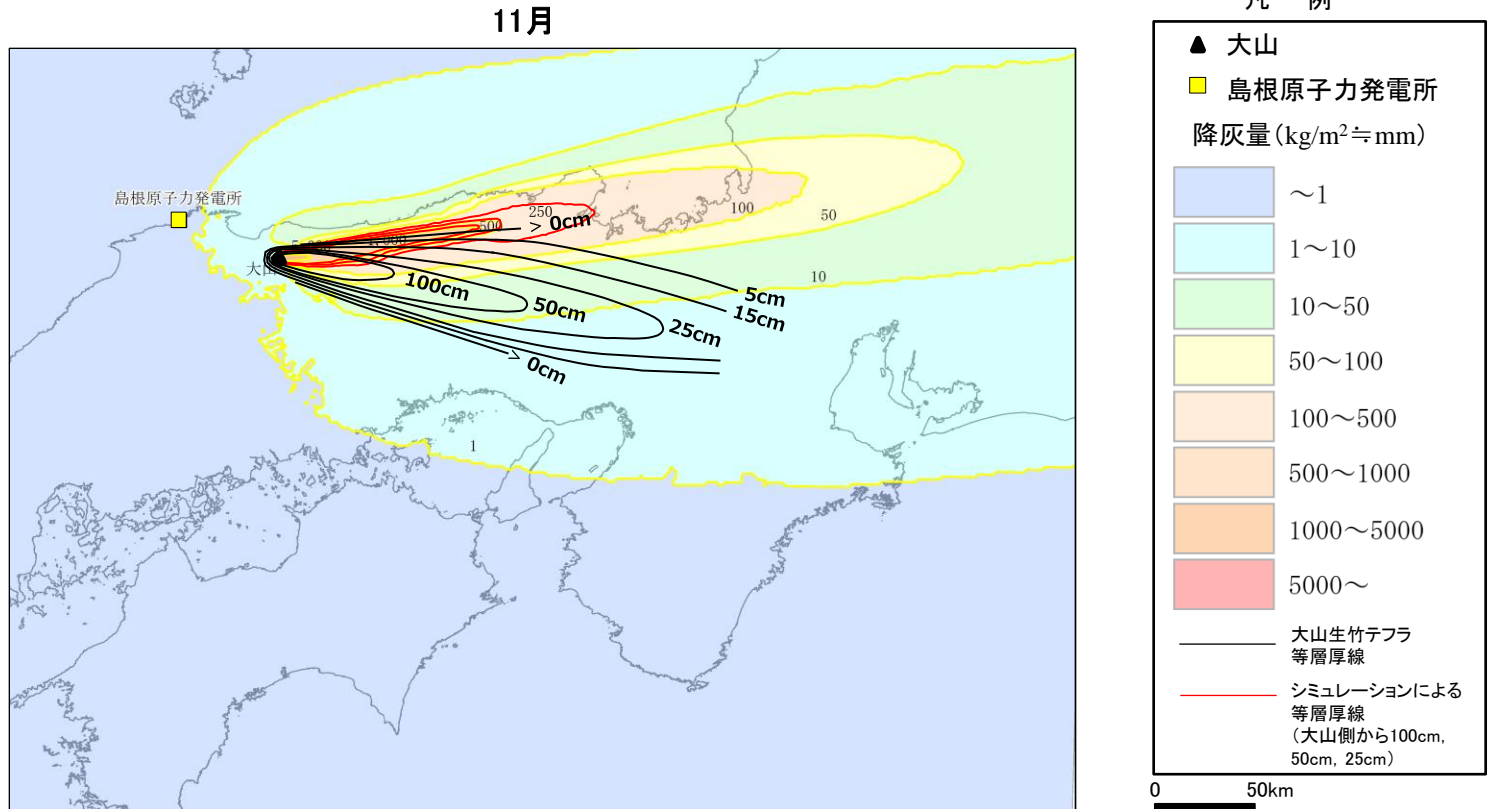 11月
凡 例
大山
島根原子力発電所
降灰量(kg/m²≒mm)
～1
1～10
10～50
50～100
100～500
500～1000
1000～5000
5000～
大山生竹テフラ
等層厚線
シミュレーションによる
等層厚線
(大山側から100cm,
50cm, 25cm)
0 50km
島根原子力発電所
大山
250
500
100
50
10
1
> 0cm
100cm
50cm
25cm
5cm
15cm
> 0cm